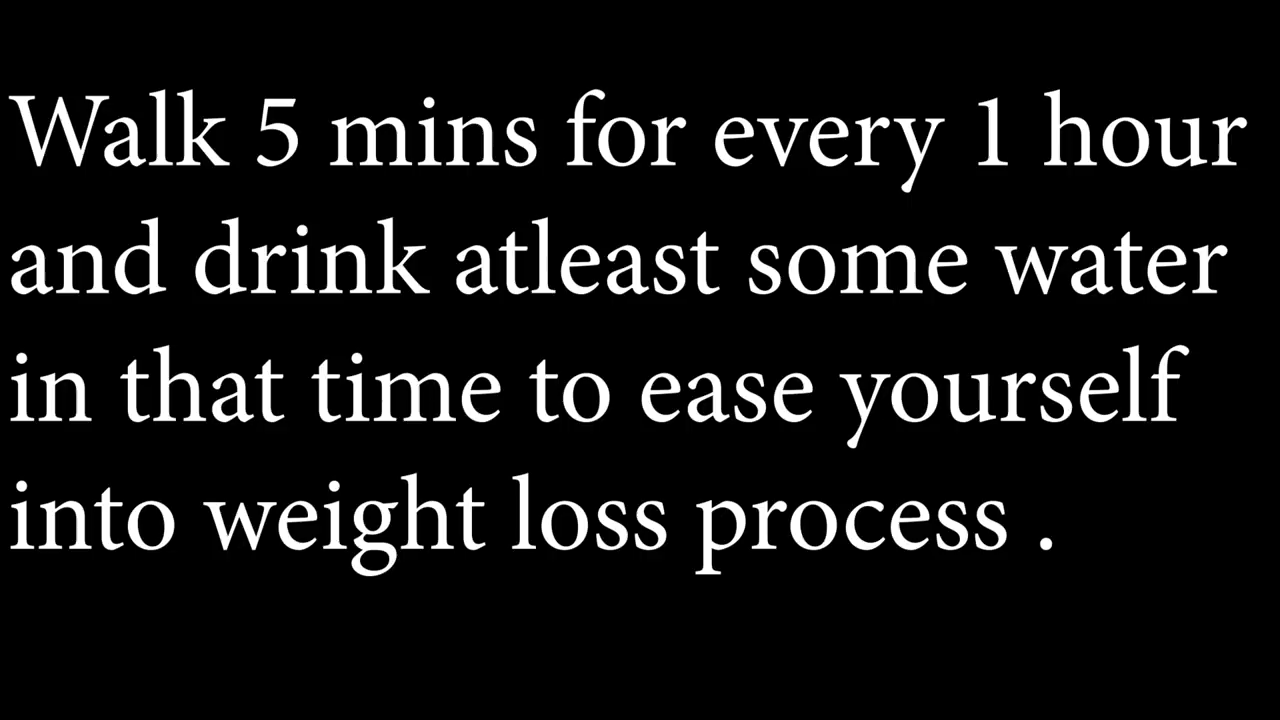 Walk 5 mins for every 1 hour
and drink atleast some water
in that time to ease yourself
into weight loss process .